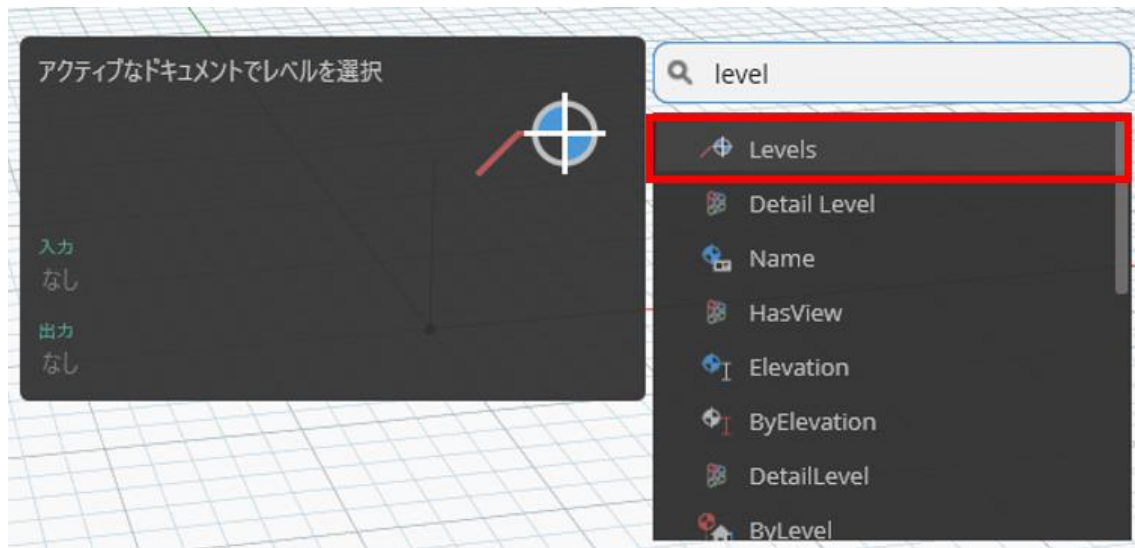 アクティブなドキュメントでレベルを選択
入力
なし
出力
なし
level
Levels
Detail Level
Name
HasView
Elevation
ByElevation
DetailLevel
ByLevel